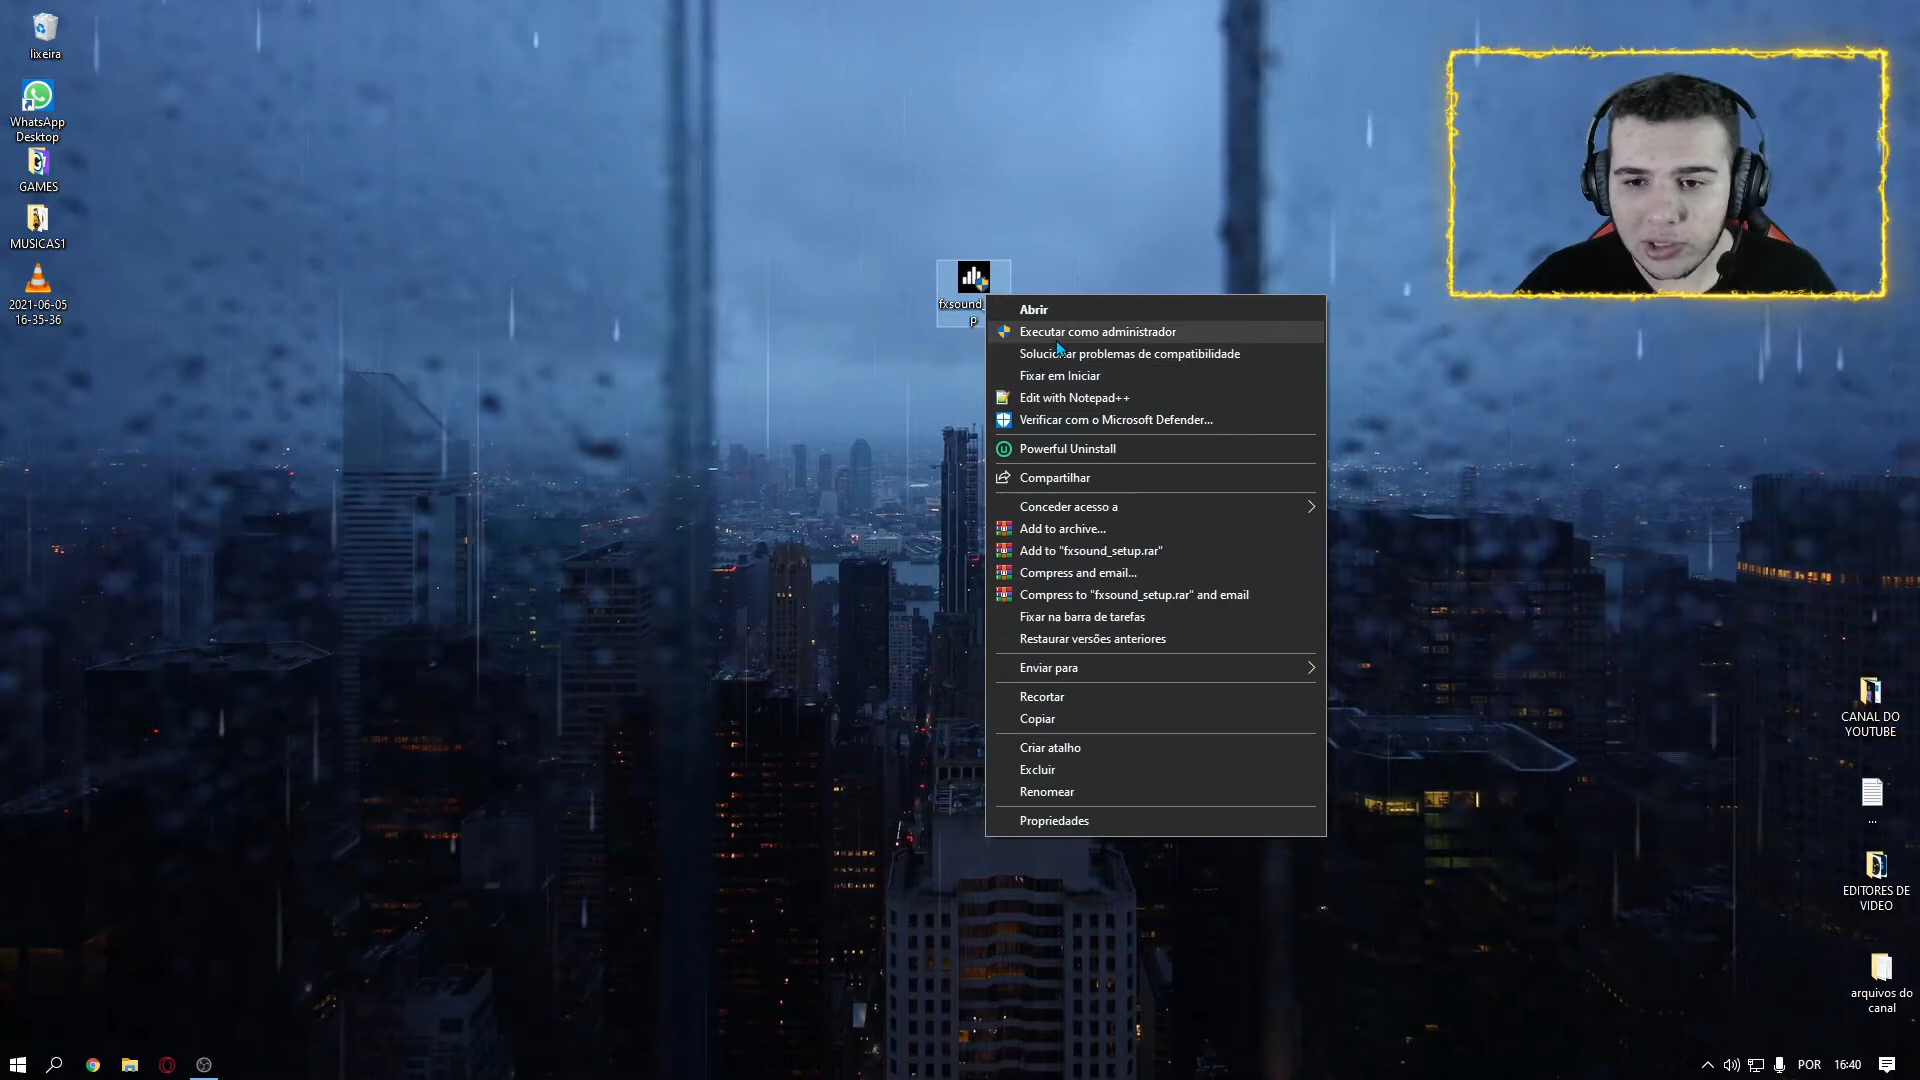 lixeira
WhatsApp
Desktop
GAMES
MUSICAS1
2021-06-05
16-35-36
fxsound_
p
Abrir
Executar como administrador
Solucionar problemas de compatibilidade
Fixar em Iniciar
Edit with Notepad++
Verificar com o Microsoft Defender...
Powerful Uninstall
Compartilhar
Conceder acesso a
Add to archive...
Add to "fxsound_setup.rar"
Compress and email...
Compress to "fxsound_setup.rar" and email
Fixar na barra de tarefas
Restaurar versões anteriores
Enviar para
Recortar
Copiar
Criar atalho
Excluir
Renomear
Propriedades
CANAL DO
YOUTUBE
...
EDITORES DE
VIDEO
arquivos do
canal
POR
16:40